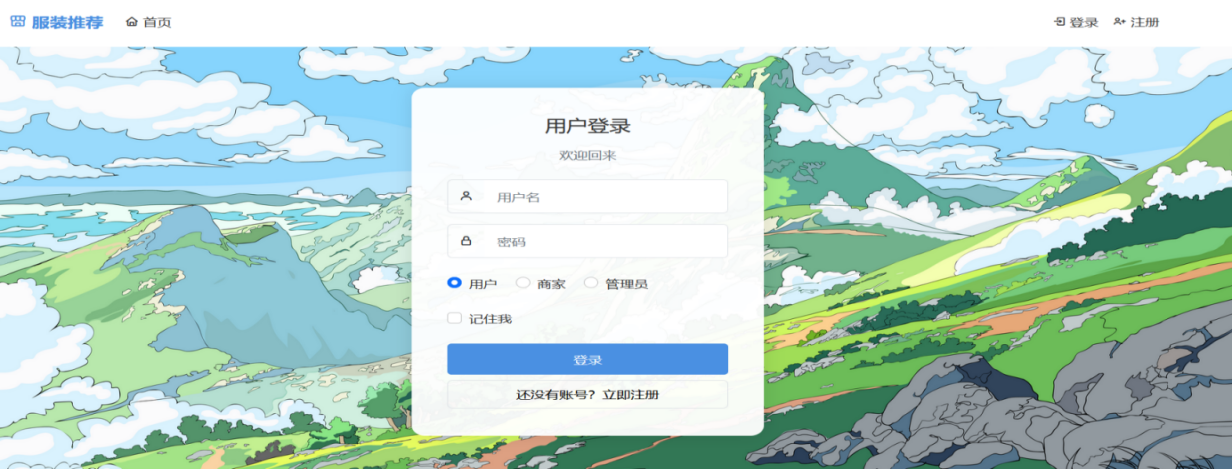 服装推荐 首页 登录 注册
用户登录
欢迎回来
用户名
密码
用户 商家 管理员
记住我
登录
还没有账号？立即注册